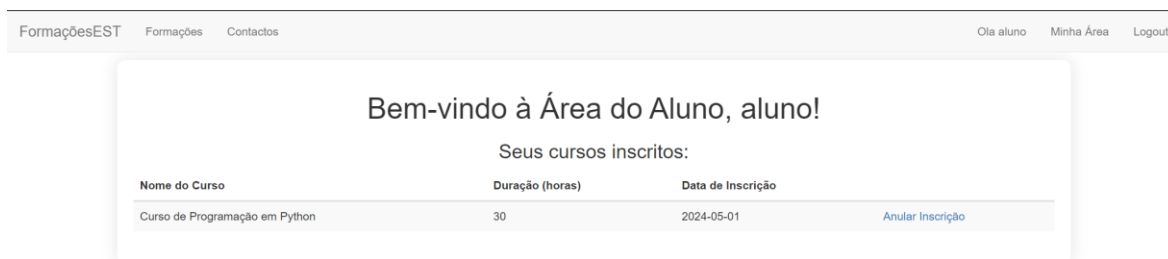 FormaçõesEST Formações Contactos Ola aluno Minha Área Logout
Bem-vindo à Área do Aluno, aluno!
Seus cursos inscritos:
Nome do Curso Duração (horas) Data de Inscrição
Curso de Programação em Python 30 2024-05-01 Anular Inscrição